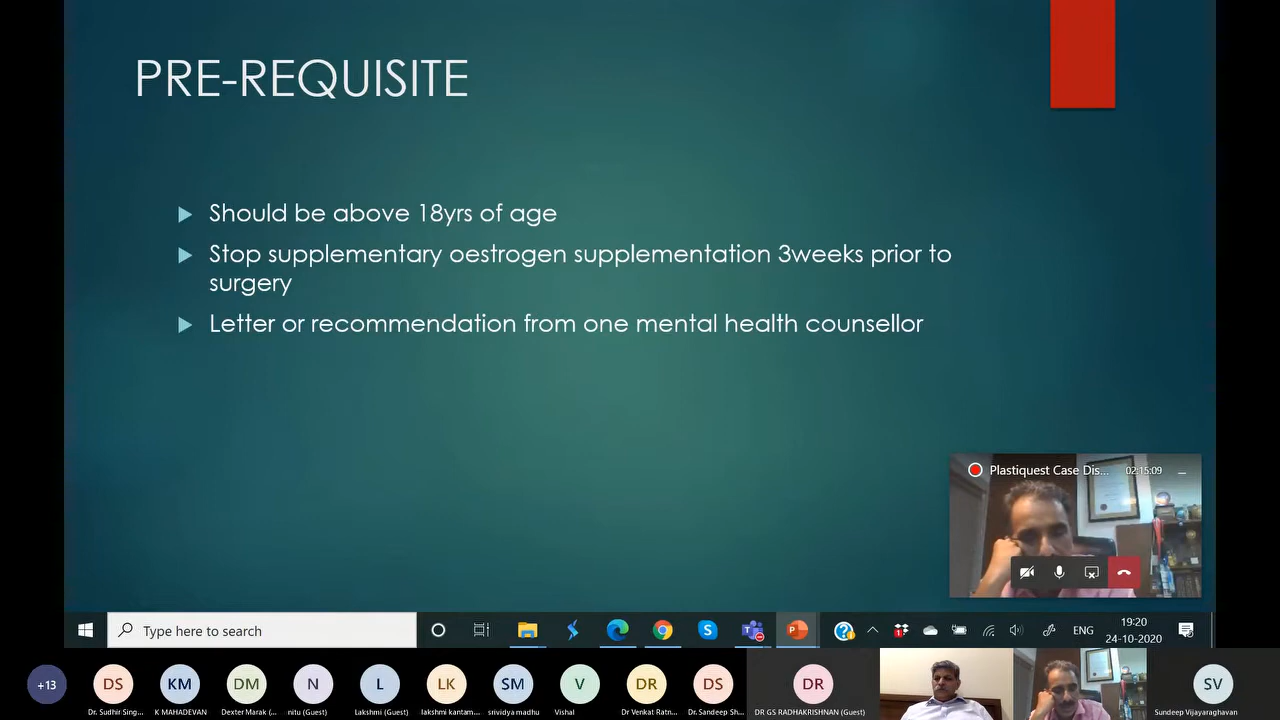 PRE-REQUISITE
Should be above 18yrs of age
Stop supplementary oestrogen supplementation 3weeks prior to
surgery
Letter or recommendation from one mental health counsellor
Plastiquest Case Dis... 02:15:09
Type here to search
ENG
19:20
24-10-2020
+13
DS
KM
DM
N
L
LK
SM
V
DR
DS
DR
SV
Dr. Sudhir Sing...
K MAHADEVAN
Dexter Marak (...
nitu (Guest)
Lakshmi (Guest)
lakshmi kantam...
srividya madhu
Vishal
Dr Venkat Ratn...
Dr. Sandeep Sh...
DR GS RADHAKRISHNAN (Guest)
Sundeep Vijayaraghavan